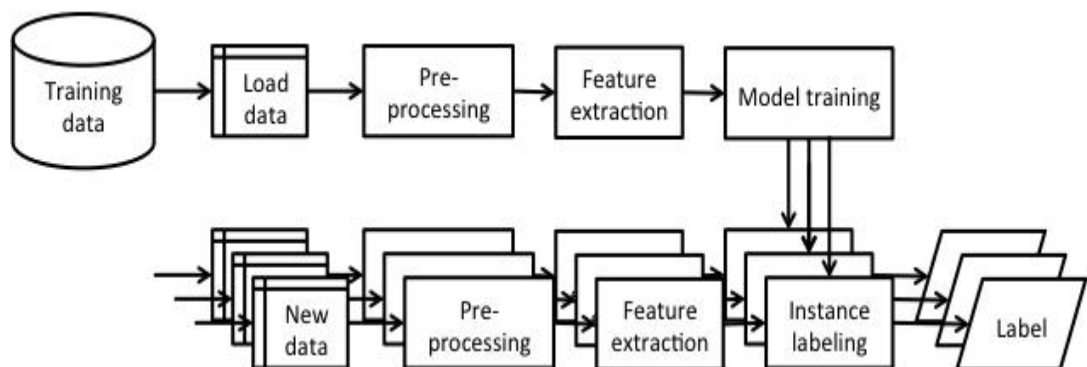 Training
data
Load
data
Pre-
processing
Feature
extraction
Model training
New
data
Pre-
processing
Feature
extraction
Instance
labeling
Label